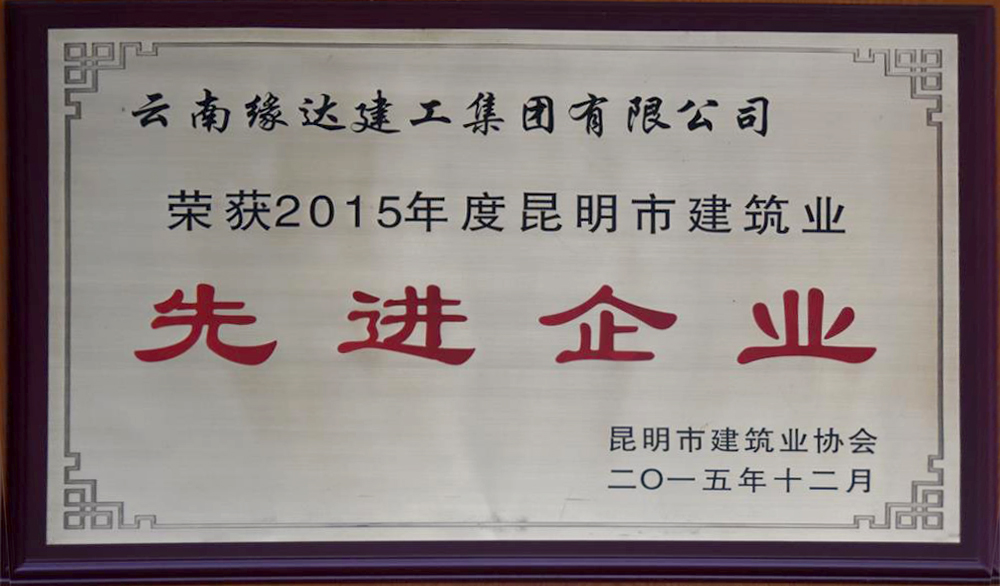 云南缘达建工集团有限公司
荣获2015年度昆明市建筑业
先进企业
昆明市建筑业协会
二〇一五年十二月